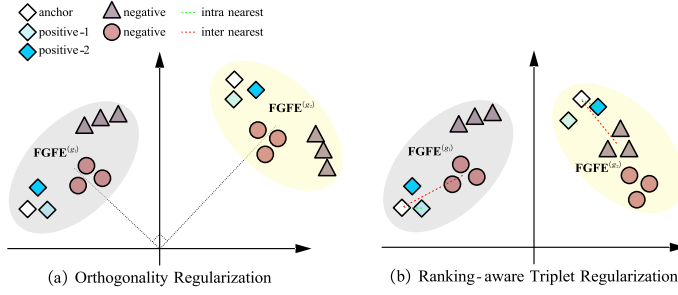 anchor negative intra nearest
positive-1 negative inter nearest
positive-2
FGFE(g₁)
FGFE(g₂)
FGFE(g₁)
FGFE(g₂)
(a) Orthogonality Regularization
(b) Ranking-aware Triplet Regularization